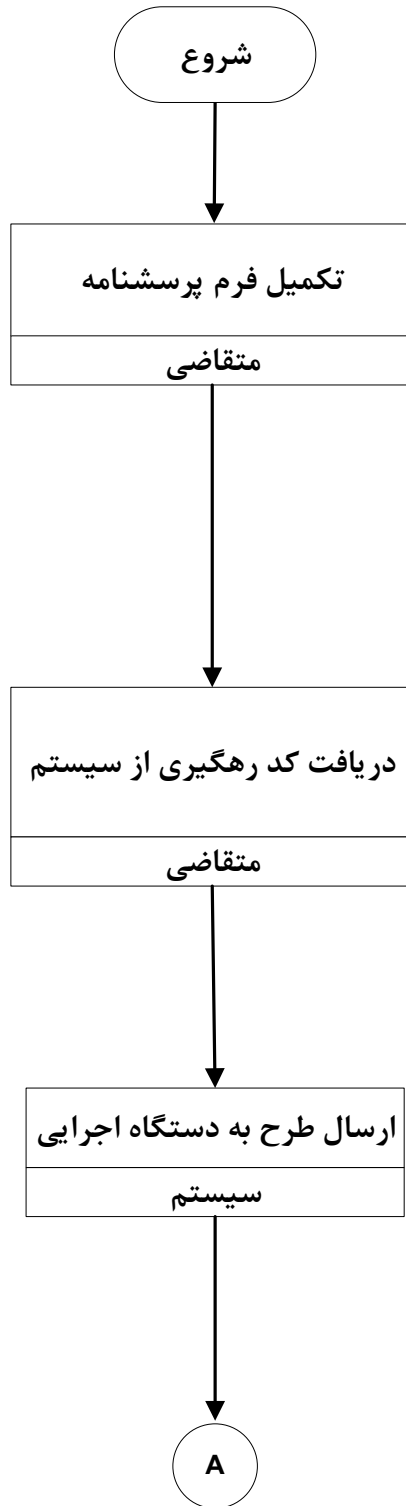 شروع
تکمیل فرم پرسشنامه
متقاضی
دریافت کد رهگیری از سیستم
متقاضی
ارسال طرح به دستگاه اجرایی
سیستم
A